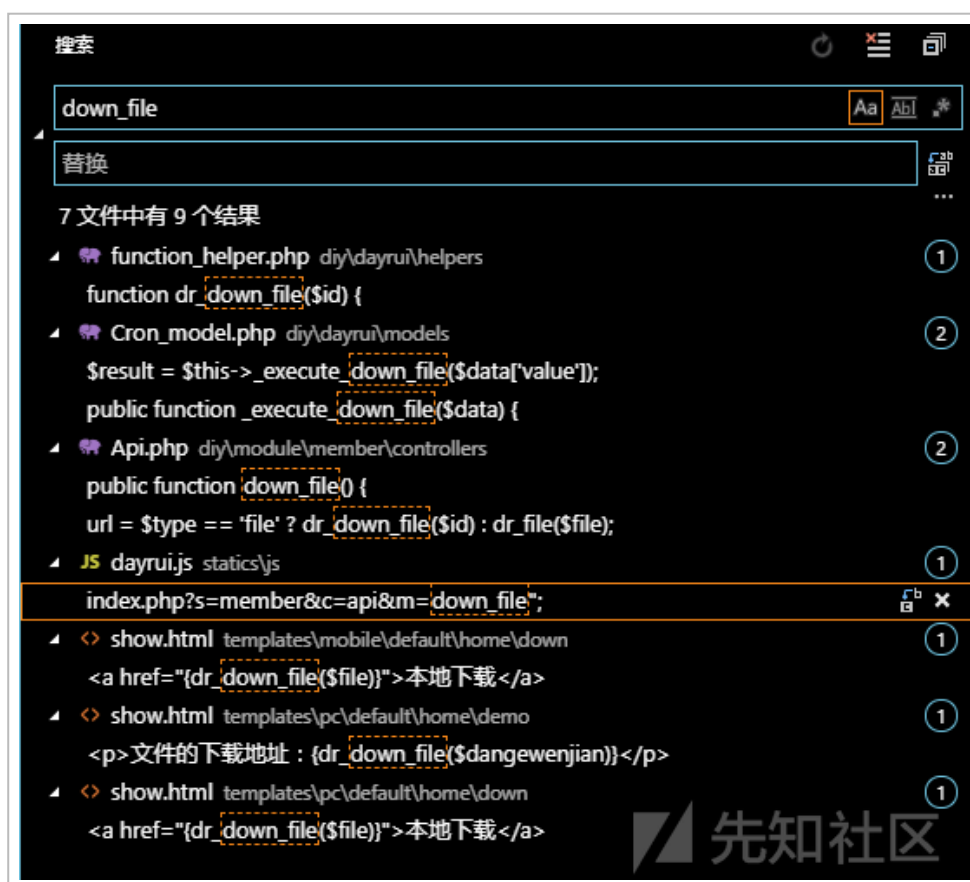 搜索
down_file
Aa Abl .*
替换
7 文件中有 9 个结果
function_helper.php diy\dayrui\helpers 1
function dr_down_file($id) {
Cron_model.php diy\dayrui\models 2
$result = $this->_execute_down_file($data['value']);
public function _execute_down_file($data) {
Api.php diy\module\member\controllers 2
public function down_file() {
url = $type == 'file' ? dr_down_file($id) : dr_file($file);
JS dayrui.js statics\js 1
index.php?s=member&c=api&m=down_file";
<> show.html templates\mobile\default\home\down 1
<a href="{dr_down_file($file)}">本地下载</a>
<> show.html templates\pc\default\home\demo 1
<p>文件的下载地址：{dr_down_file($dangewenjian)}</p>
<> show.html templates\pc\default\home\down 1
<a href="{dr_down_file($file)}">本地下载</a>
先知社区